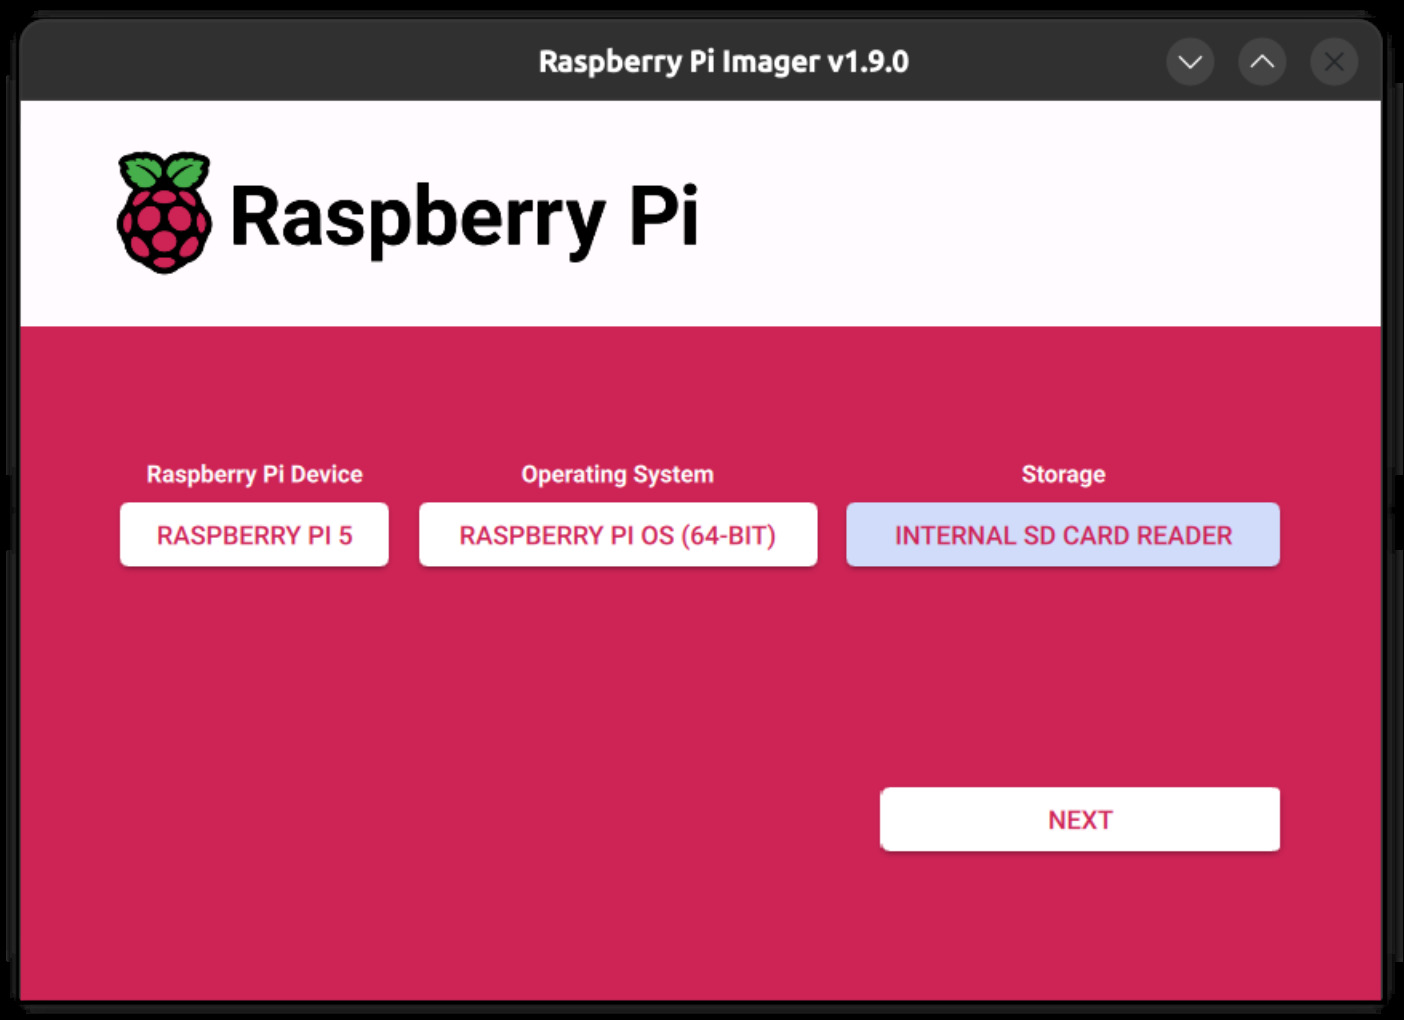 Raspberry Pi Imager v1.9.0
Raspberry Pi
Raspberry Pi Device
Operating System
Storage
RASPBERRY PI 5
RASPBERRY PI OS (64-BIT)
INTERNAL SD CARD READER
NEXT